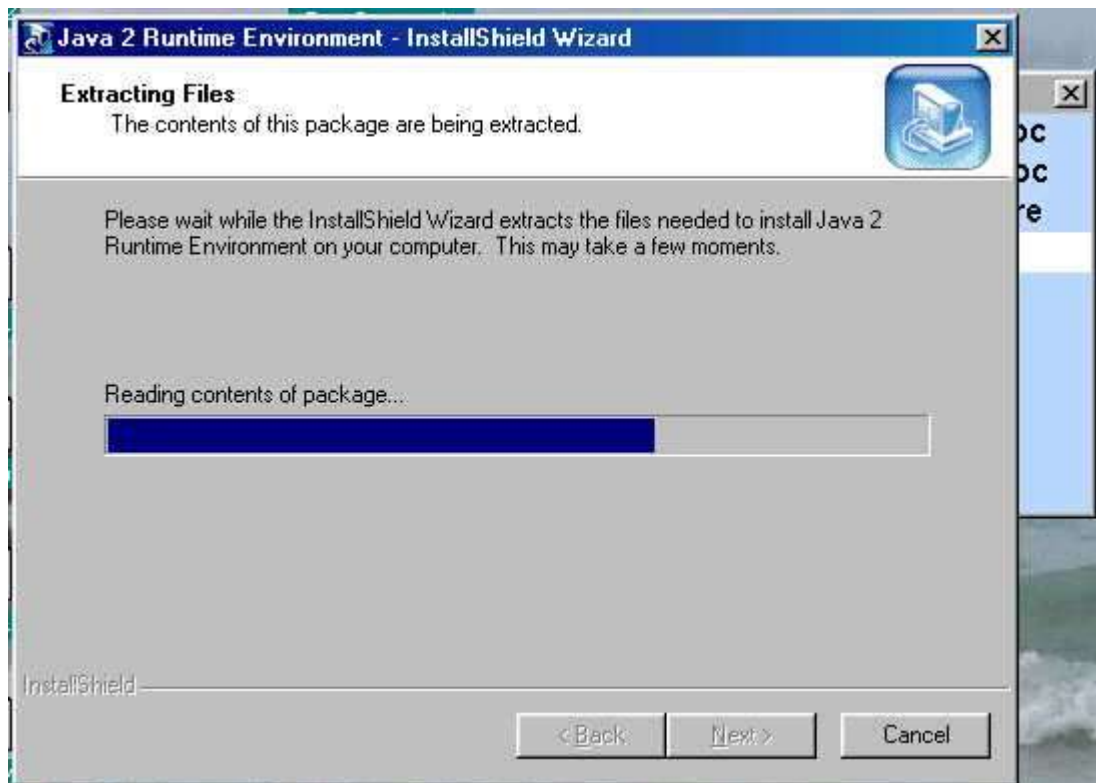 Java 2 Runtime Environment - InstallShield Wizard
Extracting Files
The contents of this package are being extracted.
Please wait while the InstallShield Wizard extracts the files needed to install Java 2
Runtime Environment on your computer. This may take a few moments.
Reading contents of package...
InstallShield
< Back
Next >
Cancel